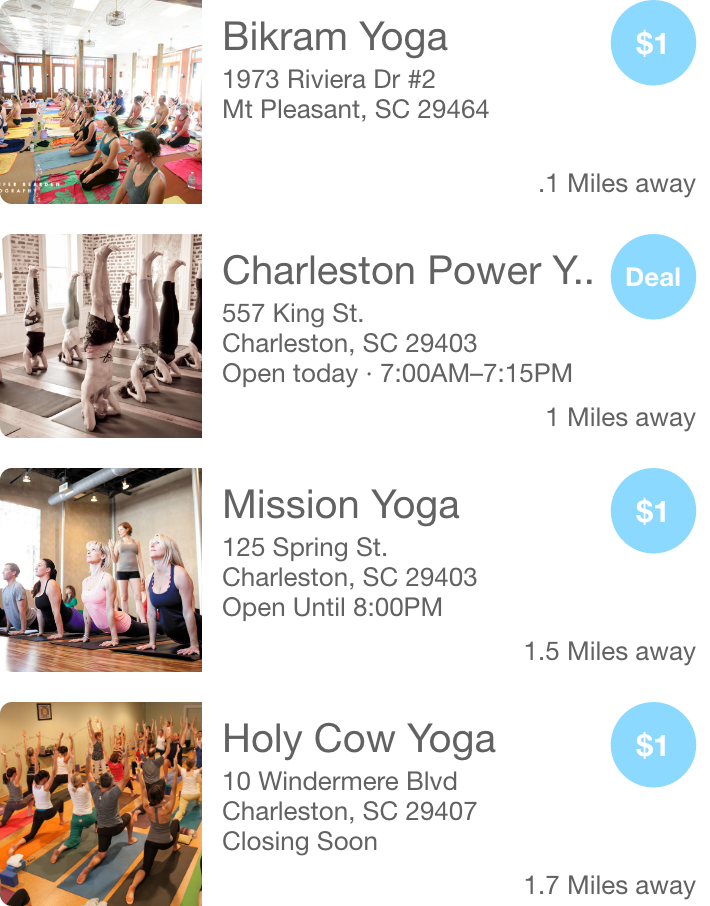 Bikram Yoga
$1
1973 Riviera Dr #2
Mt Pleasant, SC 29464
.1 Miles away
Charleston Power Y..
Deal
557 King St.
Charleston, SC 29403
Open today · 7:00AM–7:15PM
1 Miles away
Mission Yoga
$1
125 Spring St.
Charleston, SC 29403
Open Until 8:00PM
1.5 Miles away
Holy Cow Yoga
$1
10 Windermere Blvd
Charleston, SC 29407
Closing Soon
1.7 Miles away